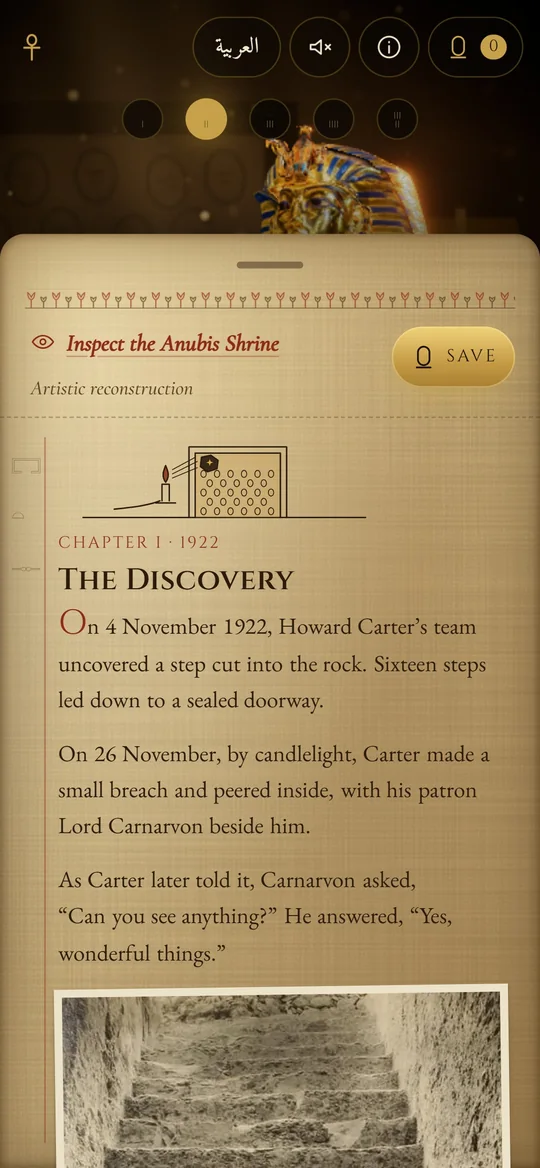 العربية
0
I
II
III
IIII
III
II
Inspect the Anubis Shrine
SAVE
Artistic reconstruction
CHAPTER I · 1922
THE DISCOVERY
On 4 November 1922, Howard Carter’s team
uncovered a step cut into the rock. Sixteen steps
led down to a sealed doorway.
On 26 November, by candlelight, Carter made a
small breach and peered inside, with his patron
Lord Carnarvon beside him.
As Carter later told it, Carnarvon asked,
“Can you see anything?” He answered, “Yes,
wonderful things.”